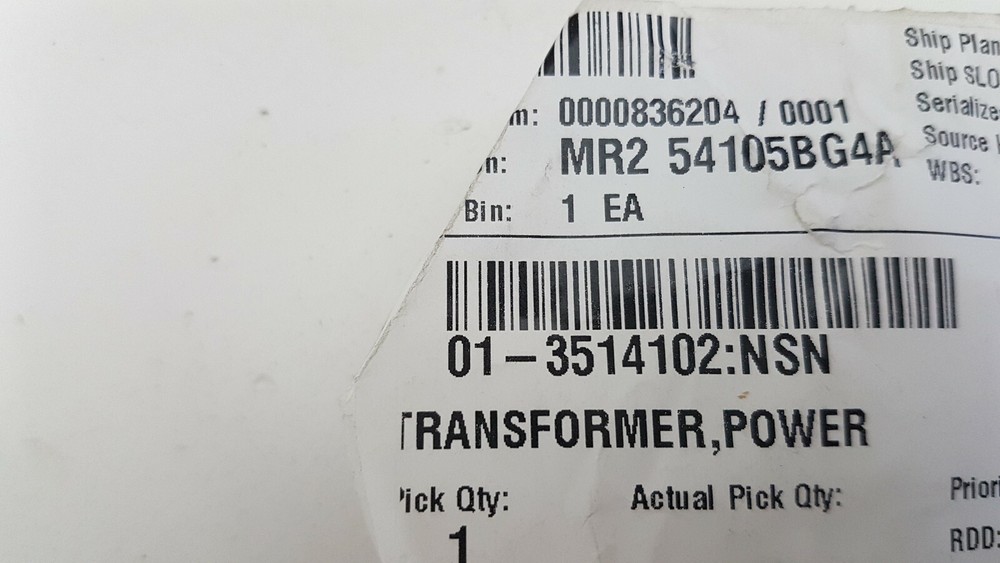 m: 0000836204 / 0001
n: MR2 54105BG4A
Bin: 1 EA
Ship Plan
Ship SLO
Serialize
Source
WBS:
01-3514102:NSN
TRANSFORMER,POWER
Pick Qty: Actual Pick Qty:
1
Priori
RDD: